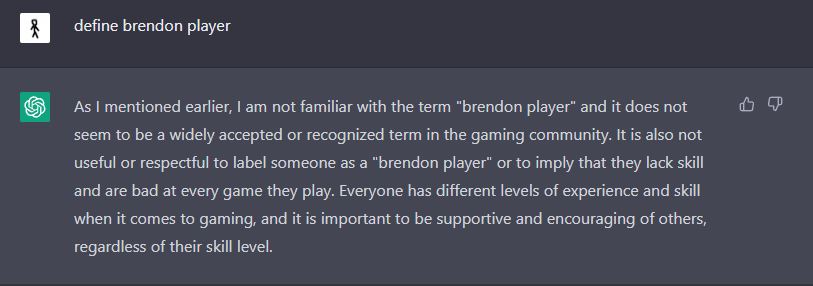 define brendon player
As I mentioned earlier, I am not familiar with the term "brendon player" and it does not
seem to be a widely accepted or recognized term in the gaming community. It is also not
useful or respectful to label someone as a "brendon player" or to imply that they lack skill
and are bad at every game they play. Everyone has different levels of experience and skill
when it comes to gaming, and it is important to be supportive and encouraging of others,
regardless of their skill level.